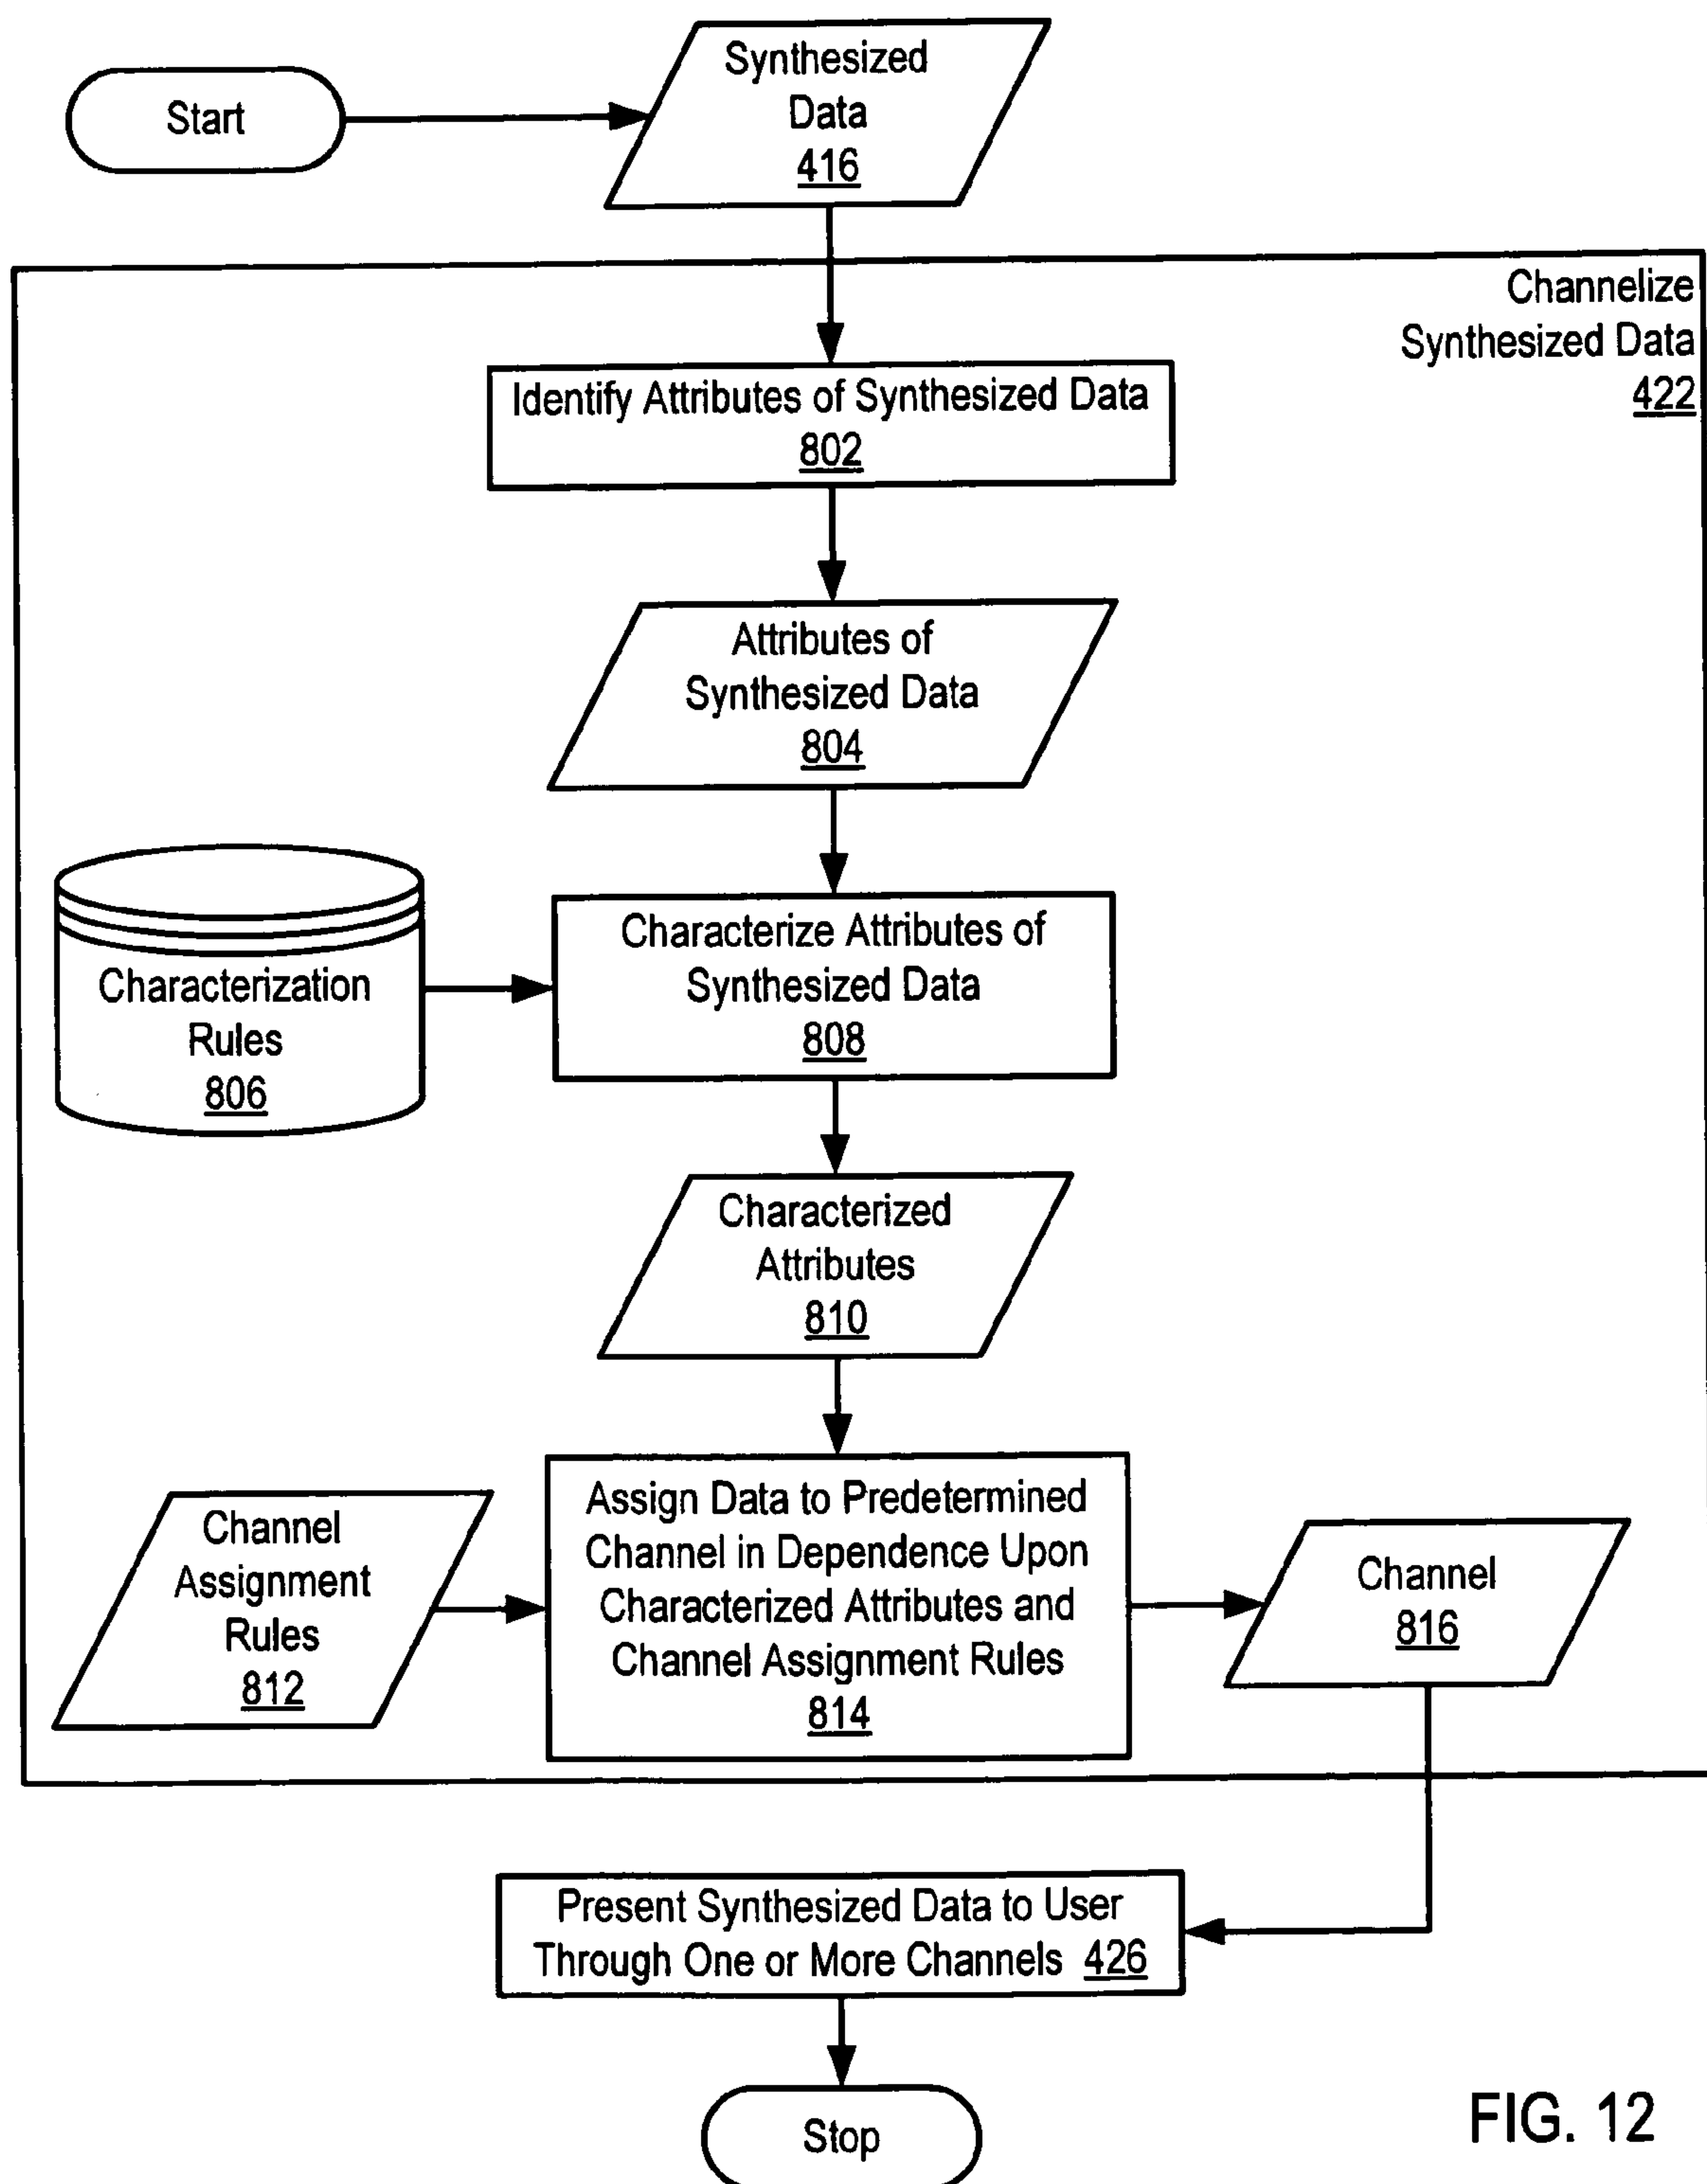 Start
Synthesized
Data
416
Channelize
Synthesized Data
422
Identify Attributes of Synthesized Data
802
Attributes of
Synthesized Data
804
Characterization
Rules
806
Characterize Attributes of
Synthesized Data
808
Characterized
Attributes
810
Channel
Assignment
Rules
812
Assign Data to Predetermined
Channel in Dependence Upon
Characterized Attributes and
Channel Assignment Rules
814
Channel
816
Present Synthesized Data to User
Through One or More Channels 426
Stop
FIG. 12